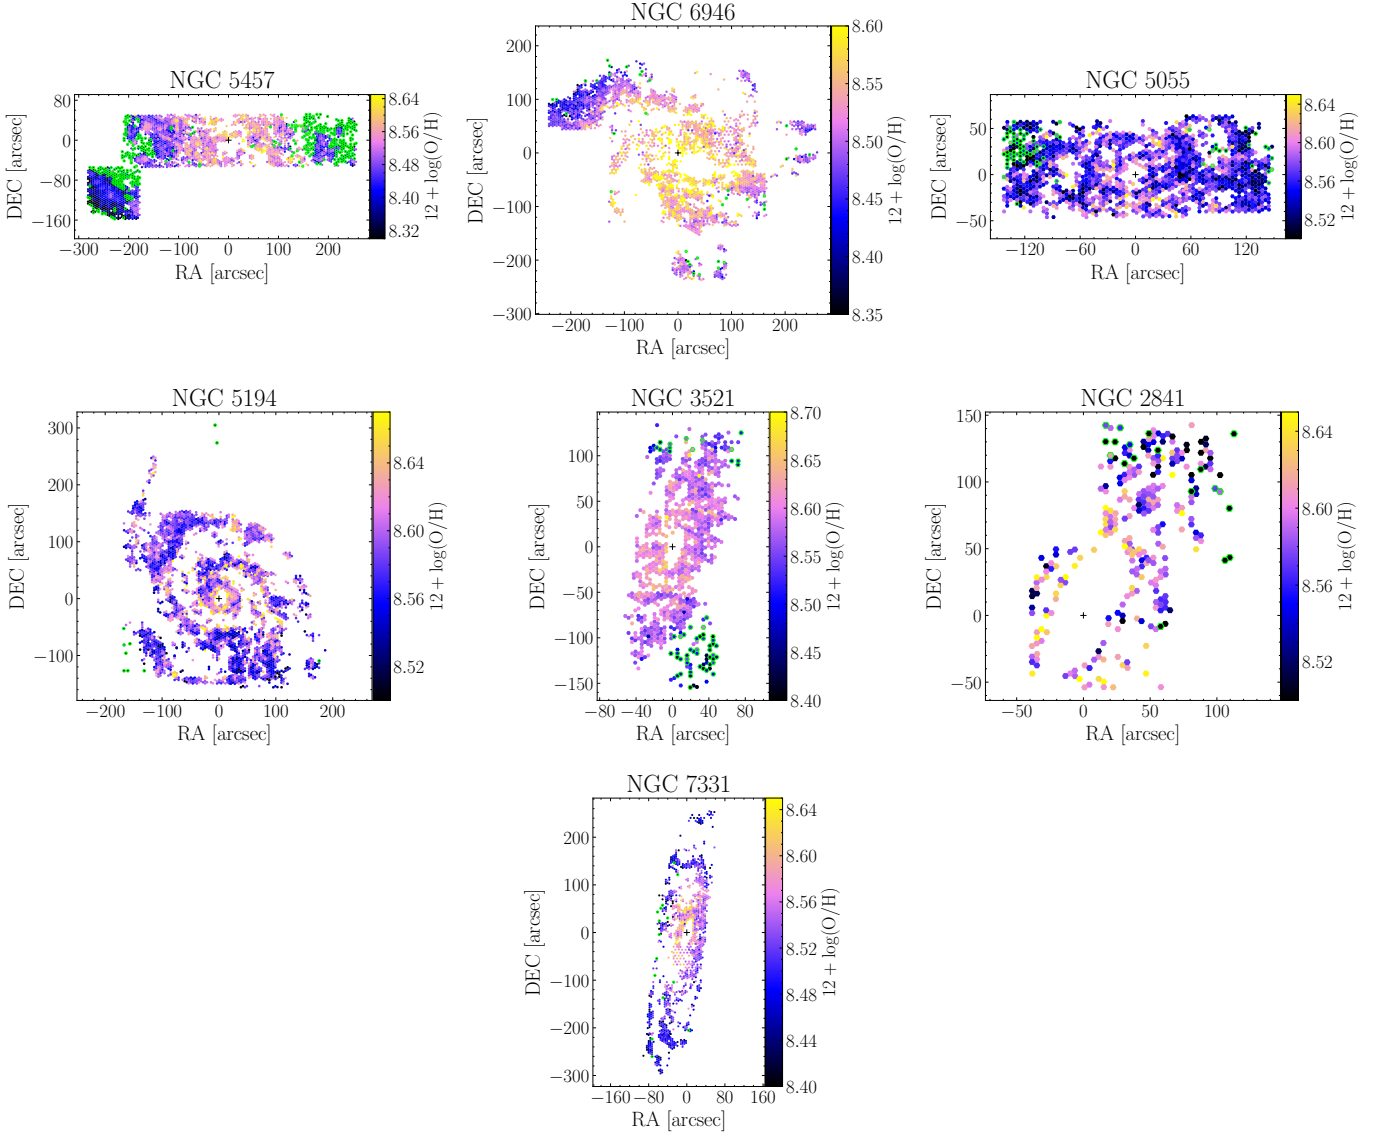 NGC 5457
80
0
−80
−160
DEC [arcsec]
−300 −200 −100 0 100 200
RA [arcsec]
8.64
8.56
8.48
8.40
8.32
12 + log(O/H)
NGC 6946
200
100
0
−100
−200
−300
DEC [arcsec]
−200 −100 0 100 200
RA [arcsec]
8.60
8.55
8.50
8.45
8.40
8.35
12 + log(O/H)
NGC 5055
50
0
−50
DEC [arcsec]
−120 −60 0 60 120
RA [arcsec]
8.64
8.60
8.56
8.52
12 + log(O/H)
NGC 5194
300
200
100
0
−100
DEC [arcsec]
−200 −100 0 100 200
RA [arcsec]
8.64
8.60
8.56
8.52
12 + log(O/H)
NGC 3521
100
50
0
−50
−100
−150
DEC [arcsec]
−80 −40 0 40 80
RA [arcsec]
8.70
8.65
8.60
8.55
8.50
8.45
8.40
12 + log(O/H)
NGC 2841
150
100
50
0
−50
DEC [arcsec]
−50 0 50 100
RA [arcsec]
8.64
8.60
8.56
8.52
12 + log(O/H)
NGC 7331
200
100
0
−100
−200
−300
DEC [arcsec]
−160 −80 0 80 160
RA [arcsec]
8.64
8.60
8.56
8.52
8.48
8.44
8.40
12 + log(O/H)